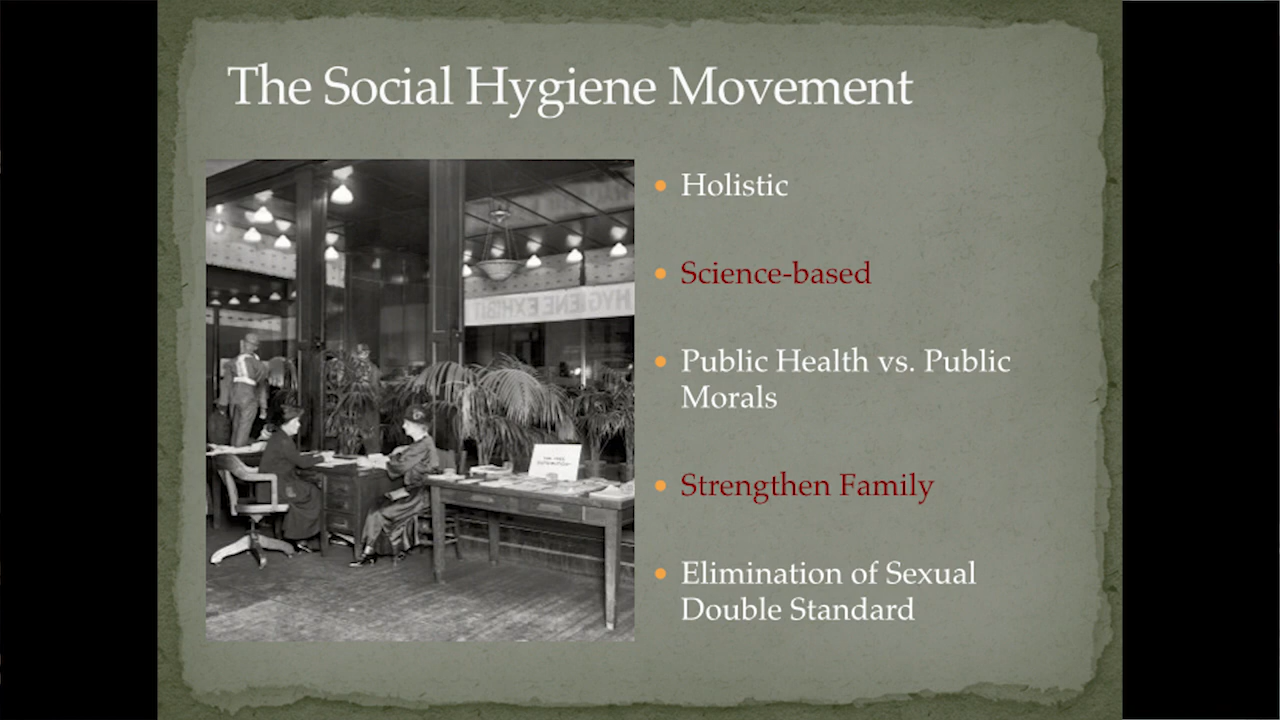 The Social Hygiene Movement
Holistic
Science-based
Public Health vs. Public
Morals
Strengthen Family
Elimination of Sexual
Double Standard
HYGIENE EXHIBIT